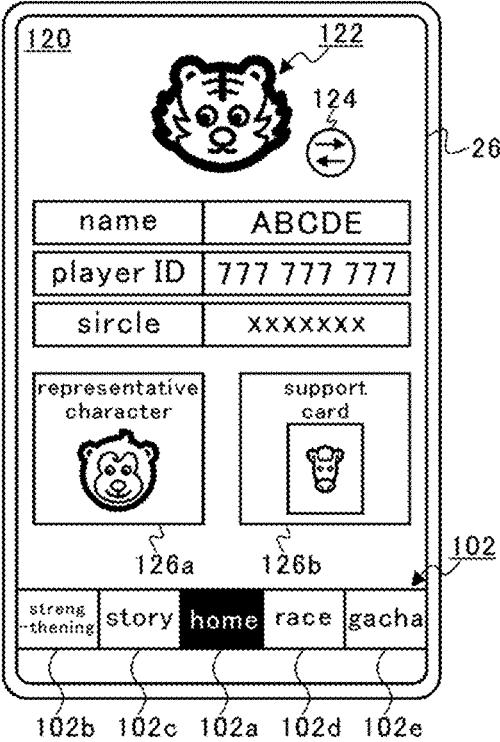 120
122
124
26
name ABCDE
player ID 777 777 777
sircle xxxxxxx
representative
character
support
card
126a 126b
102
streng
-thening
story home race gacha
102b 102c 102a 102d 102e